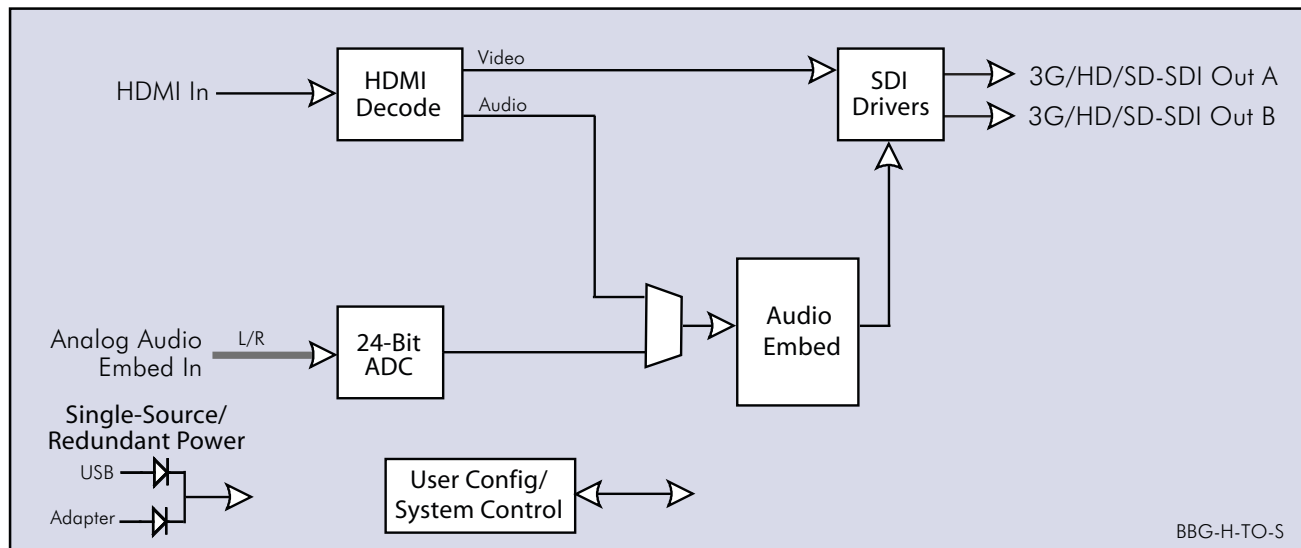 HDMI In
HDMI
Decode
Video
Audio
SDI
Drivers
3G/HD/SD-SDI Out A
3G/HD/SD-SDI Out B
Analog Audio
Embed In
L/R
24-Bit
ADC
Audio
Embed
Single-Source/
Redundant Power
USB
Adapter
User Config/
System Control
BBG-H-TO-S